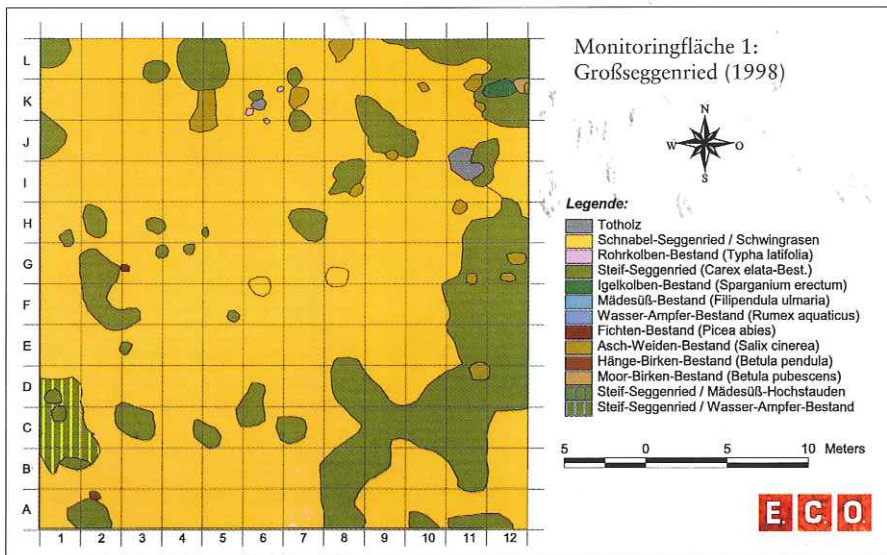 Monitoringfläche 1:
Großseggenried (1998)
N
W O
S
L
K
J
I
H
G
F
E
D
C
B
A
1 2 3 4 5 6 7 8 9 10 11 12
Legende:
Totholz
Schnabel-Seggenried / Schwingrasen
Rohrkolben-Bestand (Typha latifolia)
Steif-Seggenried (Carex elata-Best.)
Igelkolben-Bestand (Sparganium erectum)
Mädesüß-Bestand (Filipendula ulmaria)
Wasser-Ampfer-Bestand (Rumex aquaticus)
Fichten-Bestand (Picea abies)
Asch-Weiden-Bestand (Salix cinerea)
Hänge-Birken-Bestand (Betula pendula)
Moor-Birken-Bestand (Betula pubescens)
Steif-Seggenried / Mädesüß-Hochstauden
Steif-Seggenried / Wasser-Ampfer-Bestand
5 0 5 10 Meters
E.C.O.